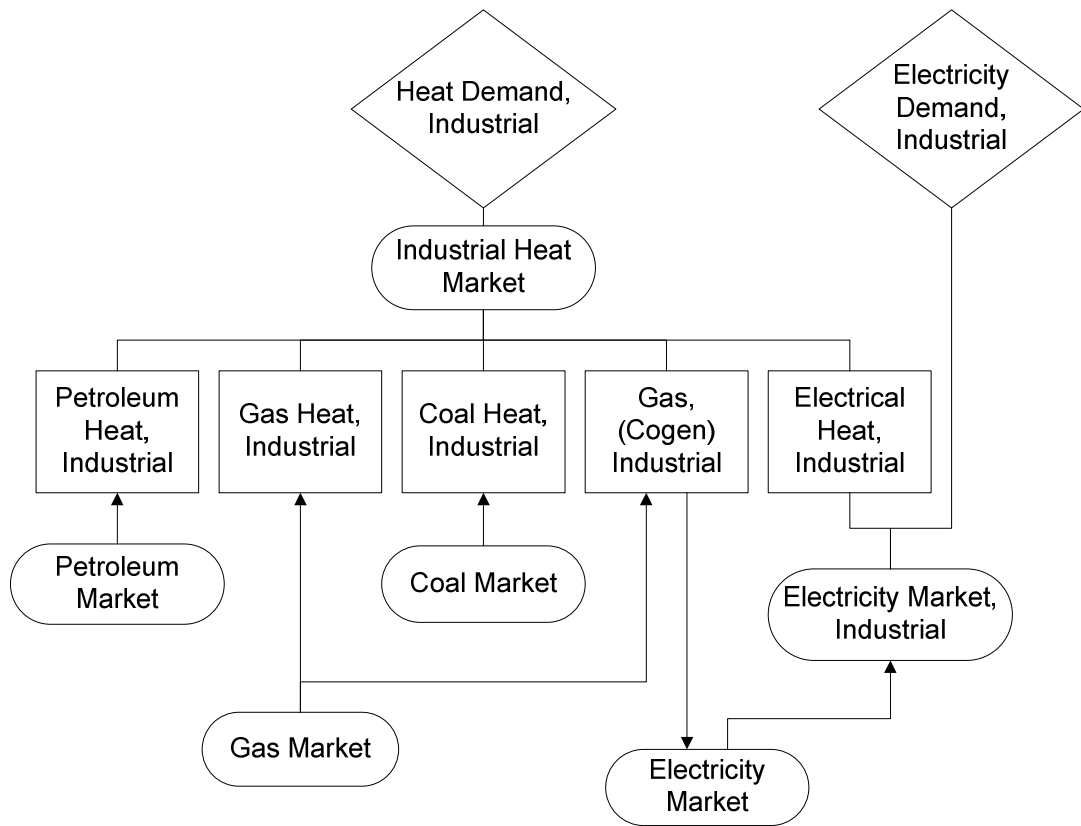 Heat Demand,
Industrial
Electricity
Demand,
Industrial
Industrial Heat
Market
Petroleum
Heat,
Industrial
Gas Heat,
Industrial
Coal Heat,
Industrial
Gas,
(Cogen)
Industrial
Electrical
Heat,
Industrial
Petroleum
Market
Coal Market
Electricity Market,
Industrial
Gas Market
Electricity
Market